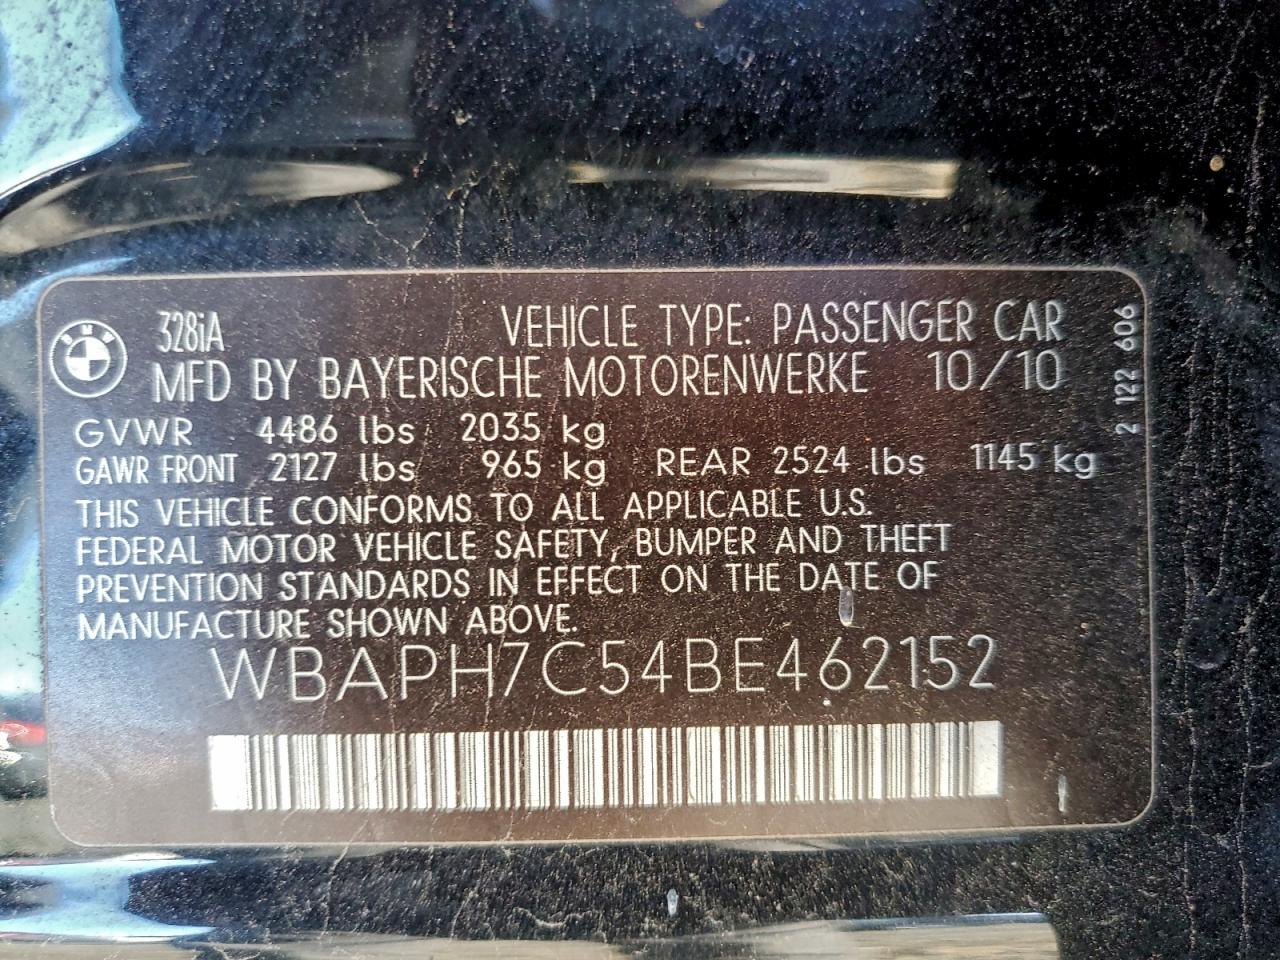 BMW
328iA VEHICLE TYPE: PASSENGER CAR
MFD BY BAYERISCHE MOTORENWERKE 10/10
GVWR 4486 lbs 2035 kg
GAWR FRONT 2127 lbs 965 kg REAR 2524 lbs 1145 kg
THIS VEHICLE CONFORMS TO ALL APPLICABLE U.S.
FEDERAL MOTOR VEHICLE SAFETY, BUMPER AND THEFT
PREVENTION STANDARDS IN EFFECT ON THE DATE OF
MANUFACTURE SHOWN ABOVE.
WBAPH7C54BE462152
2 122 606